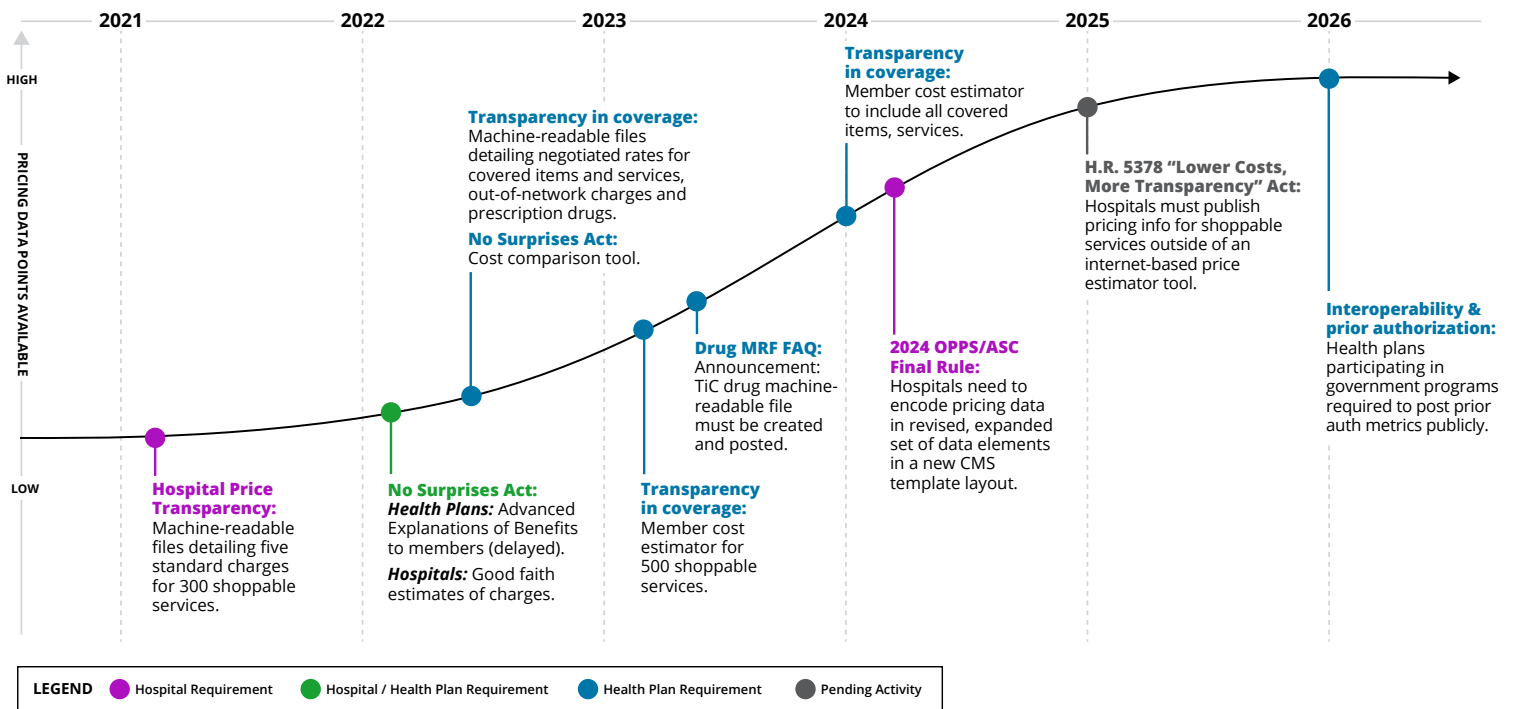 2021
2022
2023
2024
2025
2026
HIGH
PRICING DATA POINTS AVAILABLE
LOW
Hospital Price
Transparency:
Machine-readable
files detailing five
standard charges
for 300 shoppable
services.
No Surprises Act:
Health Plans: Advanced
Explanations of Benefits
to members (delayed).
Hospitals: Good faith
estimates of charges.
Transparency in coverage:
Machine-readable files
detailing negotiated rates for
covered items and services,
out-of-network charges and
prescription drugs.
No Surprises Act:
Cost comparison tool.
Transparency
in coverage:
Member cost
estimator for
500 shoppable
services.
Drug MRF FAQ:
Announcement:
TiC drug machine-
readable file
must be created
and posted.
Transparency
in coverage:
Member cost estimator
to include all covered
items, services.
2024 OPPS/ASC
Final Rule:
Hospitals need to
encode pricing data
in revised, expanded
set of data elements
in a new CMS
template layout.
H.R. 5378 “Lower Costs,
More Transparency” Act:
Hospitals must publish
pricing info for shoppable
services outside of an
internet-based price
estimator tool.
Interoperability &
prior authorization:
Health plans
participating in
government programs
required to post prior
auth metrics publicly.
LEGEND
Hospital Requirement
Hospital / Health Plan Requirement
Health Plan Requirement
Pending Activity